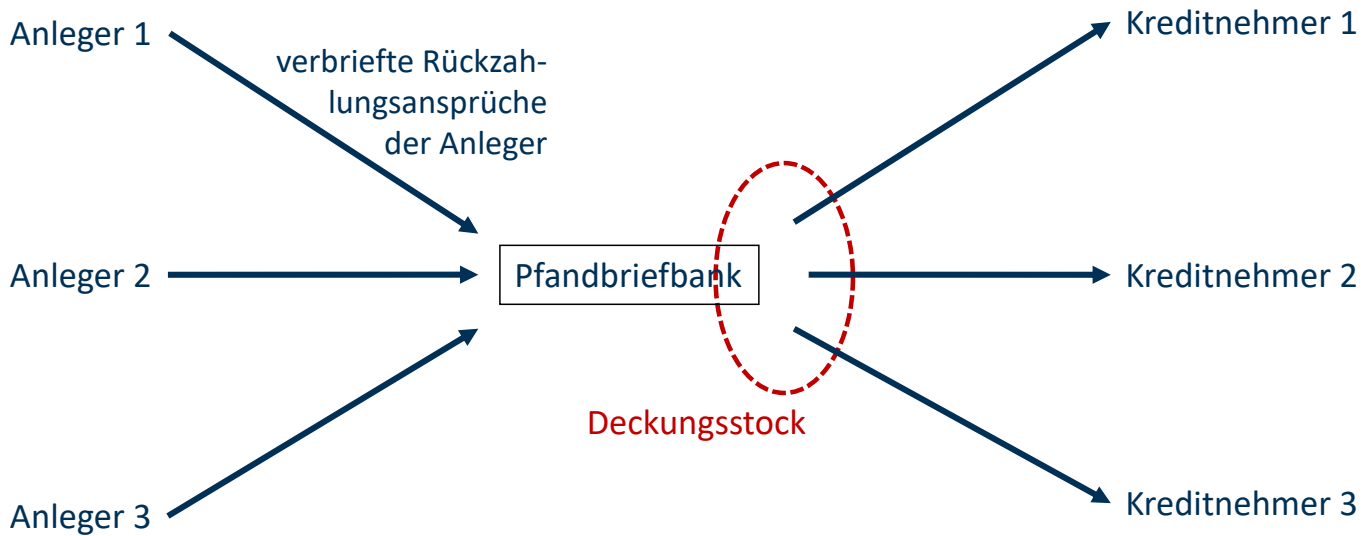 Anleger 1
verbriefte Rückzah-
lungsansprüche
der Anleger
Kreditnehmer 1
Anleger 2
Pfandbriefbank
Kreditnehmer 2
Deckungsstock
Anleger 3
Kreditnehmer 3